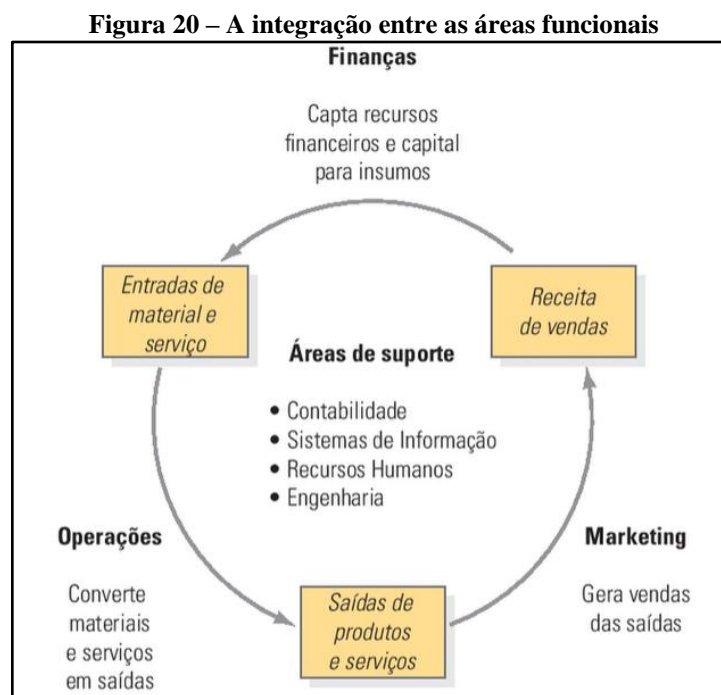 Figura 20 – A integração entre as áreas funcionais
Finanças
Capta recursos
financeiros e capital
para insumos
Entradas de
material e
serviço
Receita
de vendas
Áreas de suporte
• Contabilidade
• Sistemas de Informação
• Recursos Humanos
• Engenharia
Operações
Converte
materiais
e serviços
em saídas
Marketing
Gera vendas
das saídas
Saídas de
produtos
e serviços